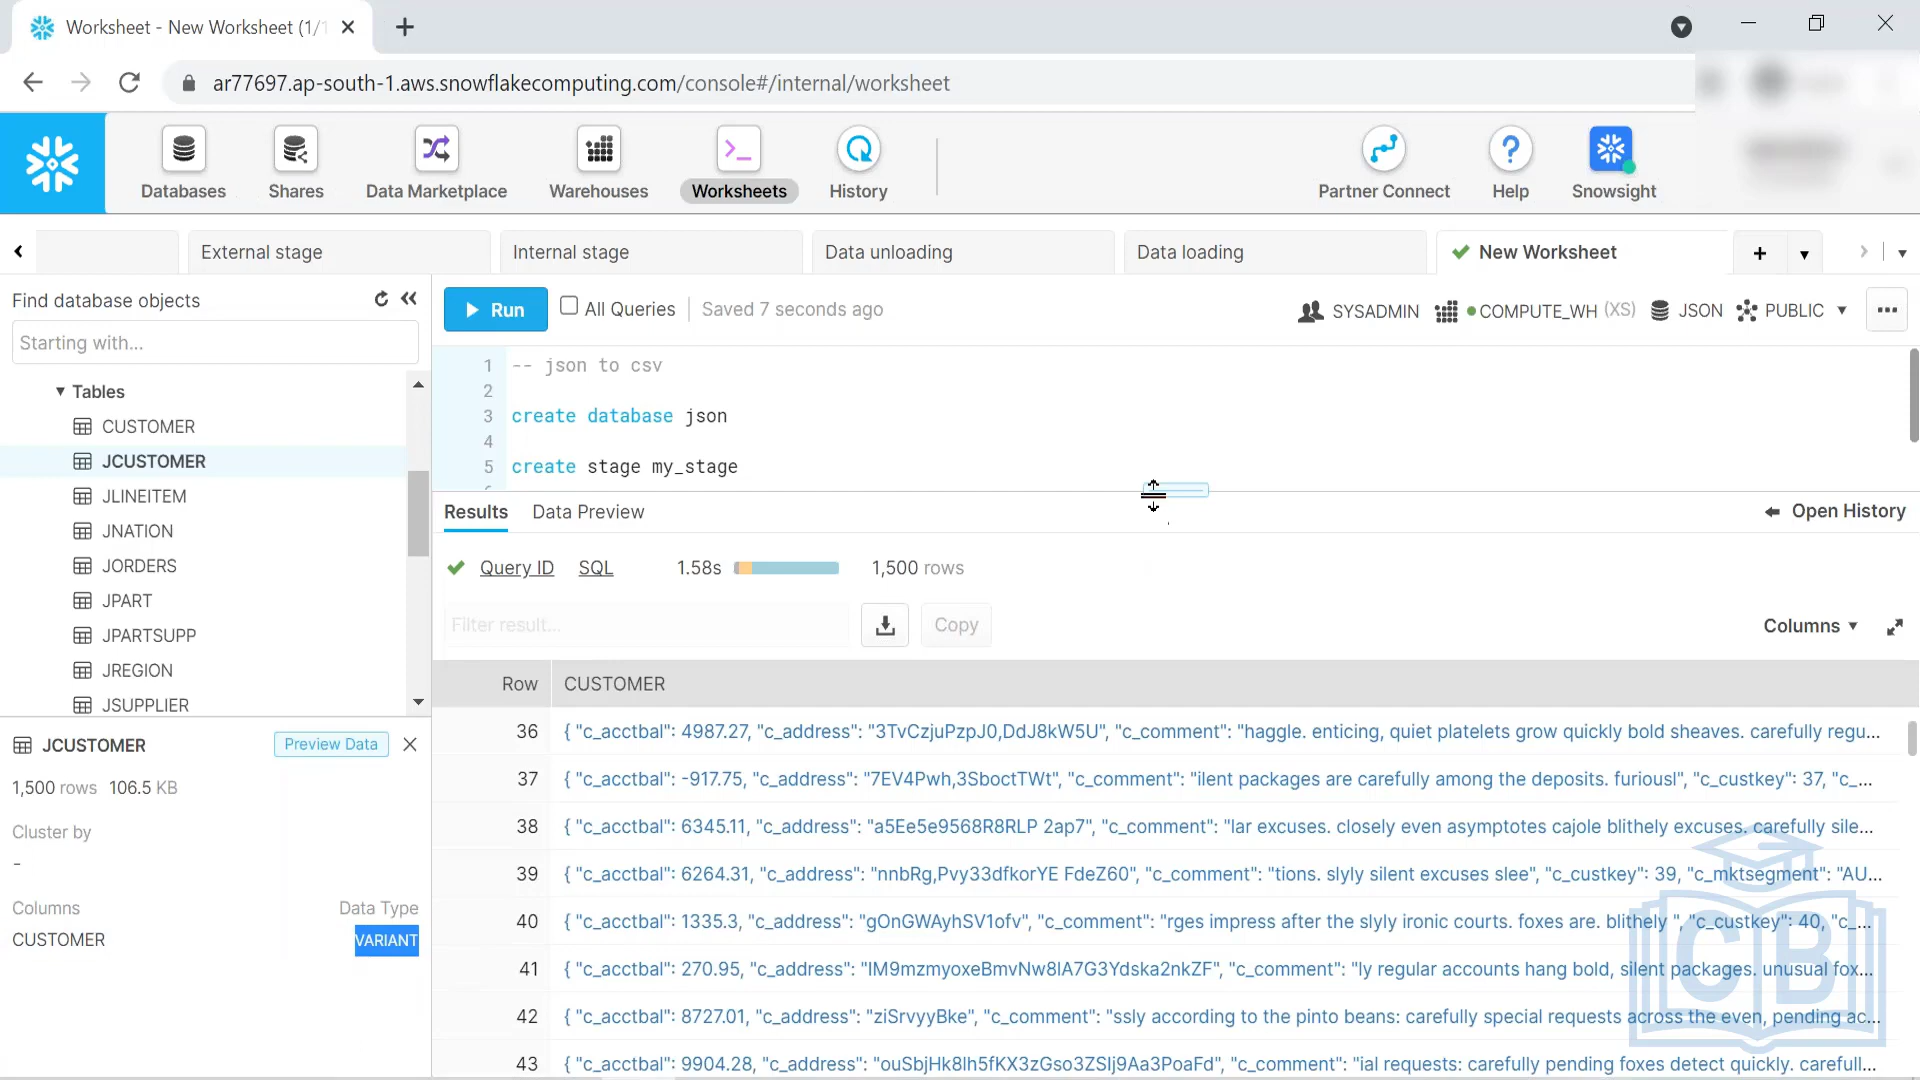 Worksheet - New Worksheet (1/1
ar77697.ap-south-1.aws.snowflakecomputing.com/console#/internal/worksheet
Databases
Shares
Data Marketplace
Warehouses
Worksheets
History
Partner Connect
Help
Snowsight
External stage
Internal stage
Data unloading
Data loading
New Worksheet
Find database objects
Starting with...
Tables
CUSTOMER
JCUSTOMER
JLINEITEM
JNATION
JORDERS
JPART
JPARTSUPP
JREGION
JSUPPLIER
JCUSTOMER
Preview Data
1,500 rows 106.5 KB
Cluster by
-
Columns Data Type
CUSTOMER VARIANT
Run All Queries Saved 7 seconds ago
SYSADMIN COMPUTE_WH (XS) JSON PUBLIC
1 -- json to csv
2
3 create database json
4
5 create stage my_stage
Results Data Preview Open History
Query ID SQL 1.58s 1,500 rows
Filter result... Copy Columns
Row CUSTOMER
36 { "c_acctbal": 4987.27, "c_address": "3TvCzjuPzpJ0,DdJ8kW5U", "c_comment": "haggle. enticing, quiet platelets grow quickly bold sheaves. carefully regu...
37 { "c_acctbal": -917.75, "c_address": "7EV4Pwh,3SboctTWt", "c_comment": "ilent packages are carefully among the deposits. furiousl", "c_custkey": 37, "c_...
38 { "c_acctbal": 6345.11, "c_address": "a5Ee5e9568R8RLP 2ap7", "c_comment": "lar excuses. closely even asymptotes cajole blithely excuses. carefully sile...
39 { "c_acctbal": 6264.31, "c_address": "nnbRg,Pvy33dfkorYE FdeZ60", "c_comment": "tions. slyly silent excuses slee", "c_custkey": 39, "c_mktsegment": "AU...
40 { "c_acctbal": 1335.3, "c_address": "gOnGWAyhSV1ofv", "c_comment": "rges impress after the slyly ironic courts. foxes are. blithely ", "c_custkey": 40, "c_...
41 { "c_acctbal": 270.95, "c_address": "IM9mzmyoxeBmvNw8lA7G3Ydska2nkZF", "c_comment": "ly regular accounts hang bold, silent packages. unusual fox...
42 { "c_acctbal": 8727.01, "c_address": "ziSrvyyBke", "c_comment": "ssly according to the pinto beans: carefully special requests across the even, pending ac...
43 { "c_acctbal": 9904.28, "c_address": "ouSbjHk8lh5fKX3zGso3ZSIj9Aa3PoaFd", "c_comment": "ial requests: carefully pending foxes detect quickly. carefull...
CB